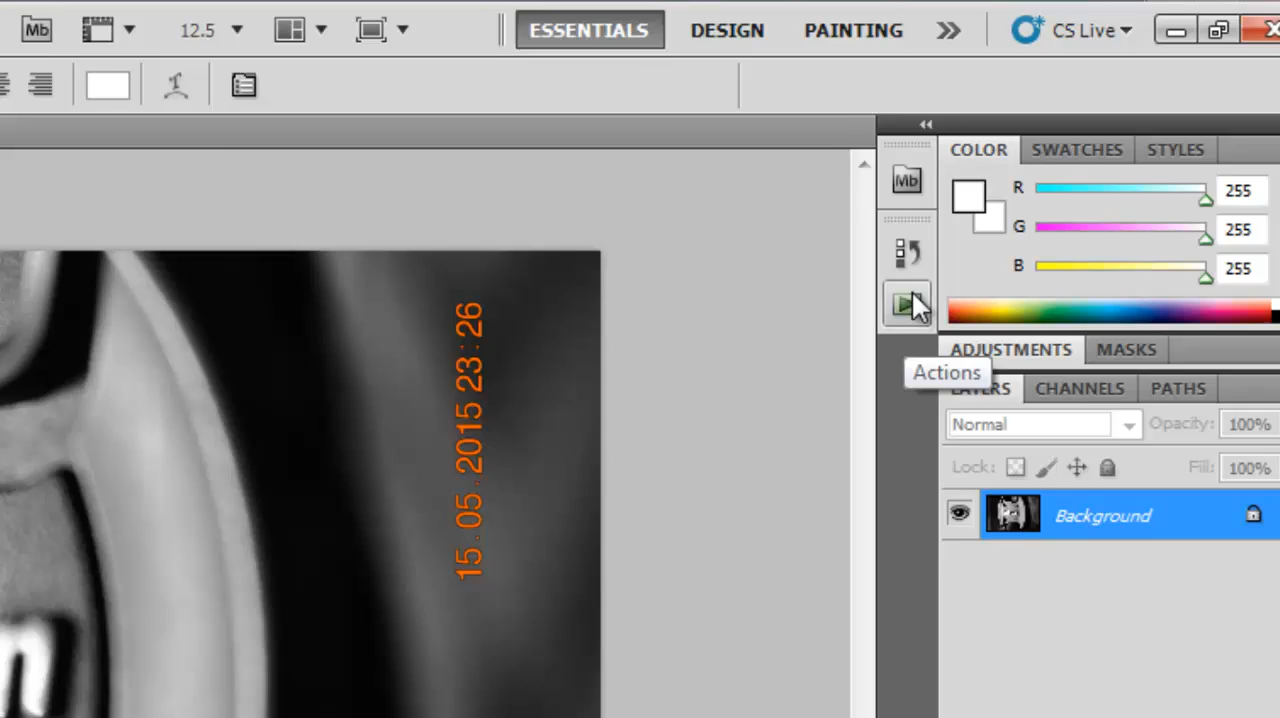 Mb 12.5 ESSENTIALS DESIGN PAINTING CS Live
Mb
COLOR SWATCHES STYLES
R 255
G 255
B 255
ADJUSTMENTS MASKS
Actions
LAYERS CHANNELS PATHS
Normal Opacity: 100%
Lock: Fill: 100%
Background
15.05.2015 23:26